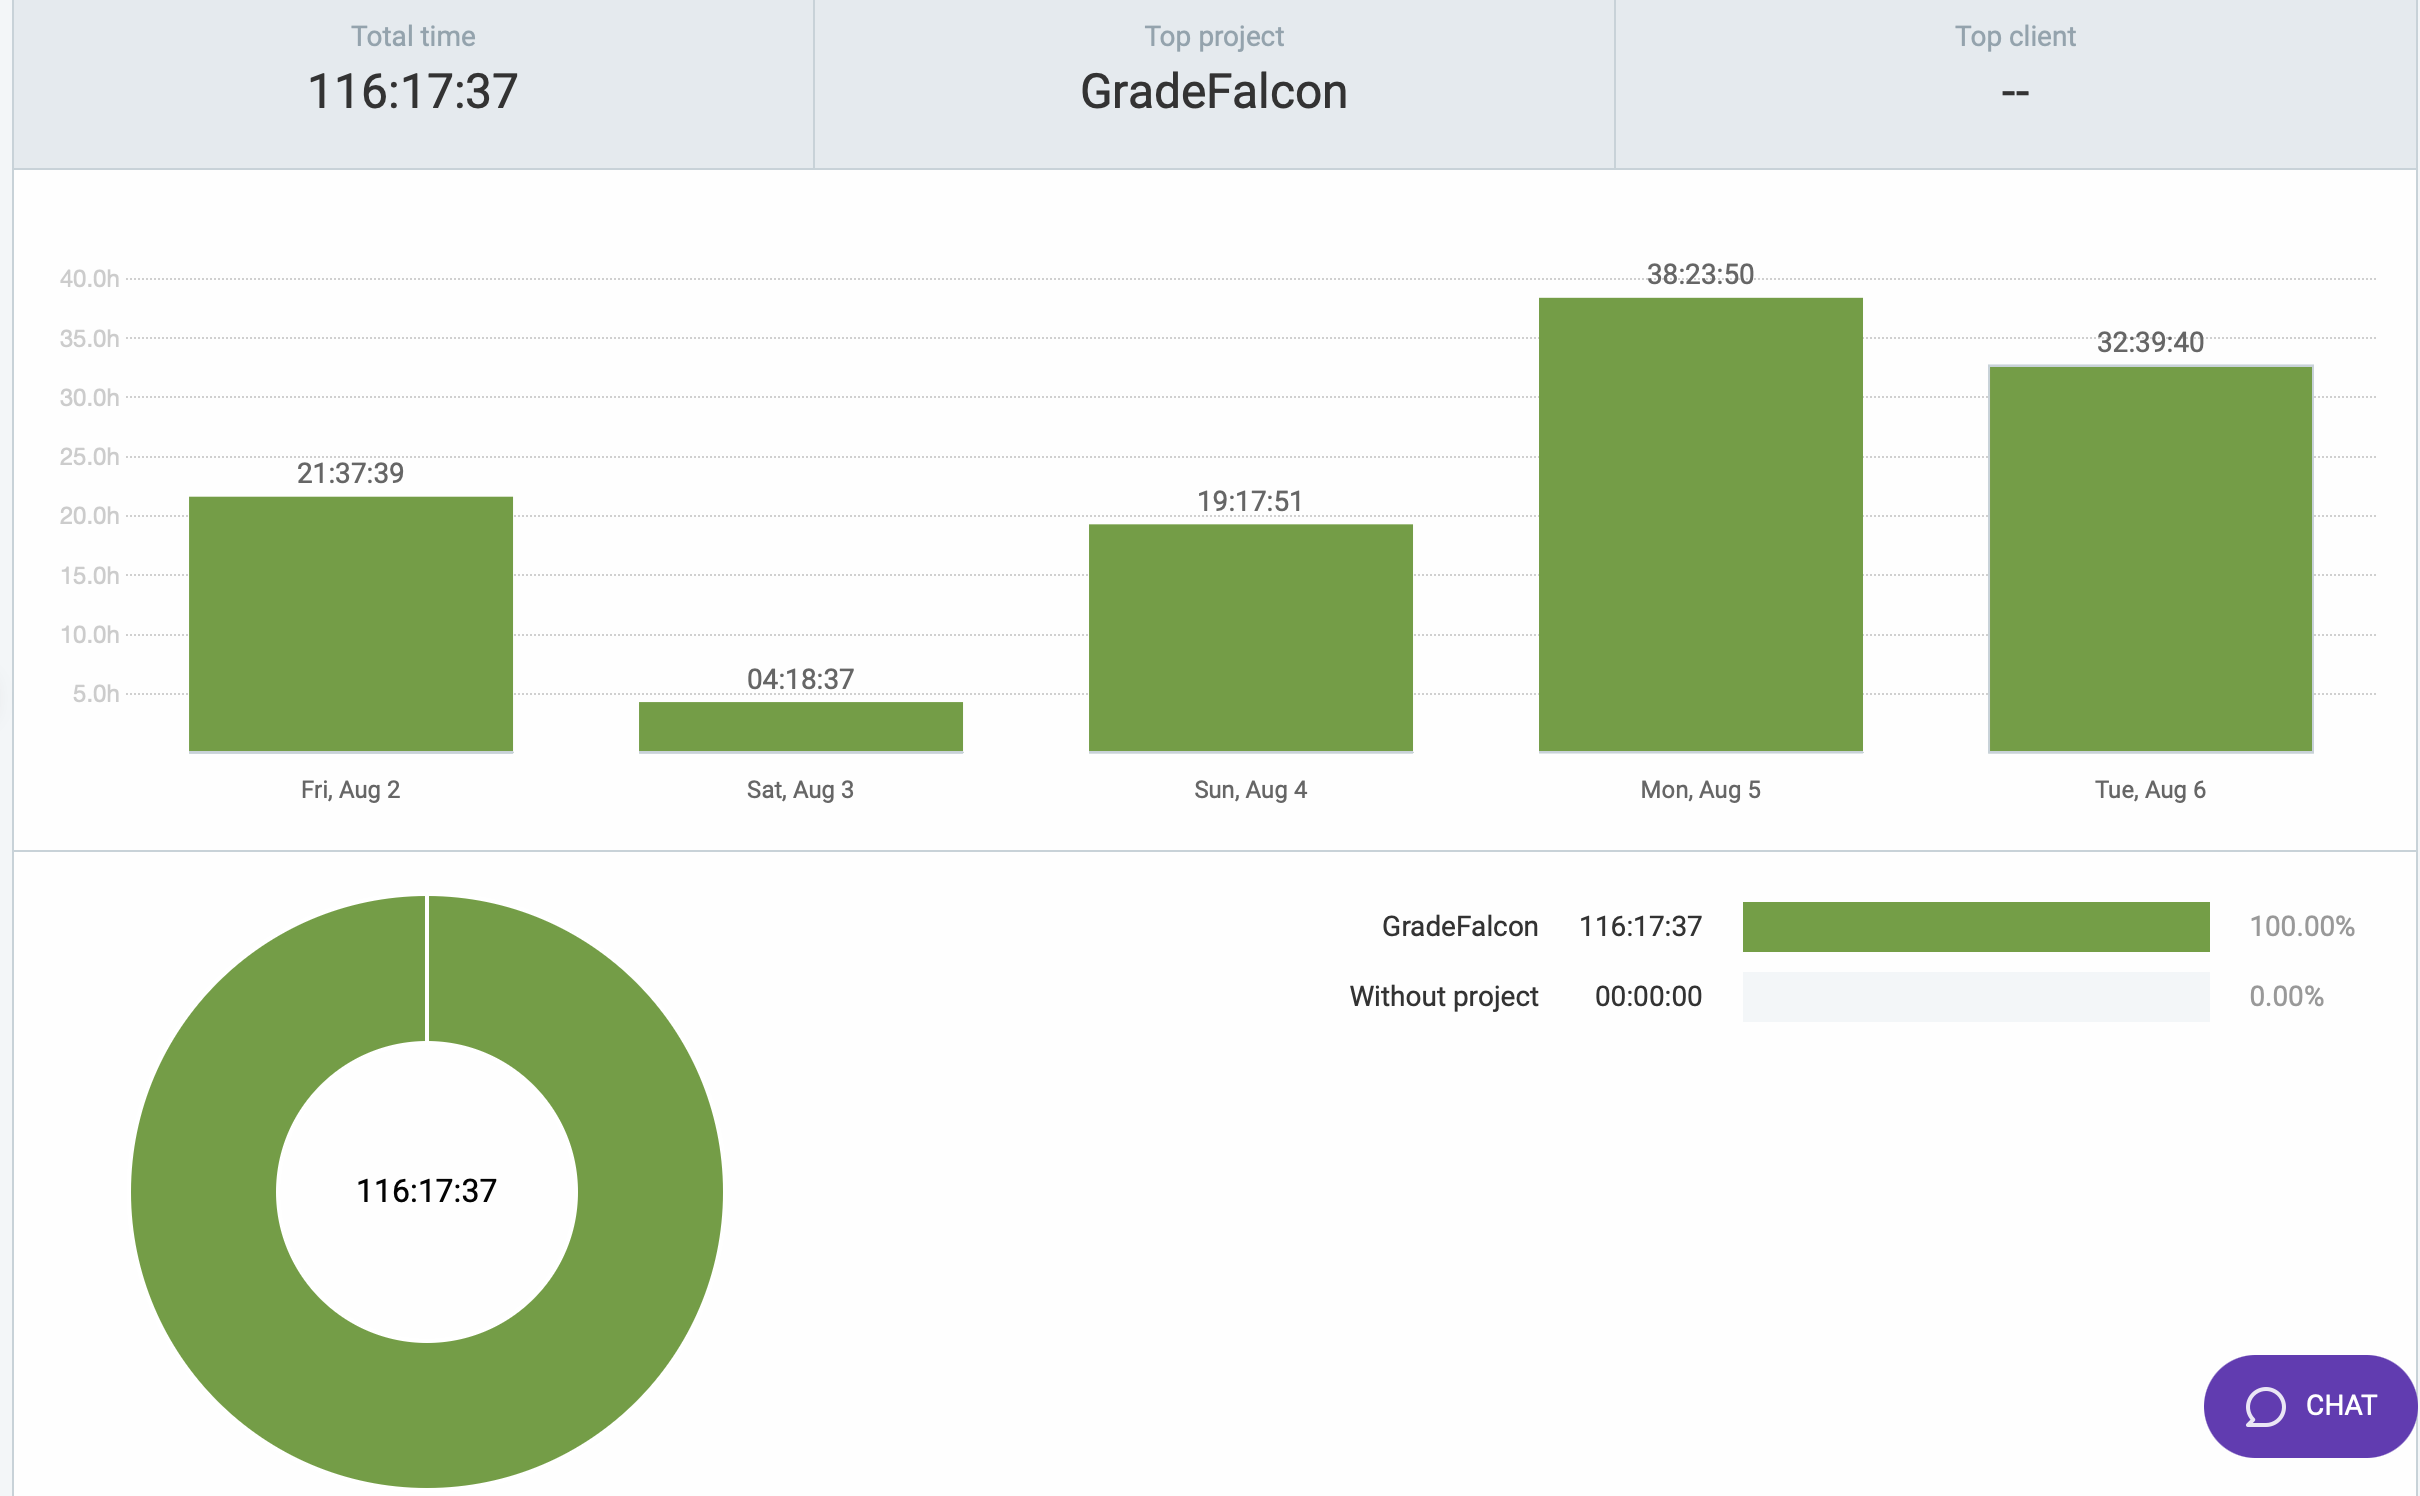 Total time
116:17:37
Top project
GradeFalcon
Top client
--
40.0h
35.0h
30.0h
25.0h
20.0h
15.0h
10.0h
5.0h
21:37:39
04:18:37
19:17:51
38:23:50
32:39:40
Fri, Aug 2
Sat, Aug 3
Sun, Aug 4
Mon, Aug 5
Tue, Aug 6
116:17:37
GradeFalcon 116:17:37 100.00%
Without project 00:00:00 0.00%
CHAT